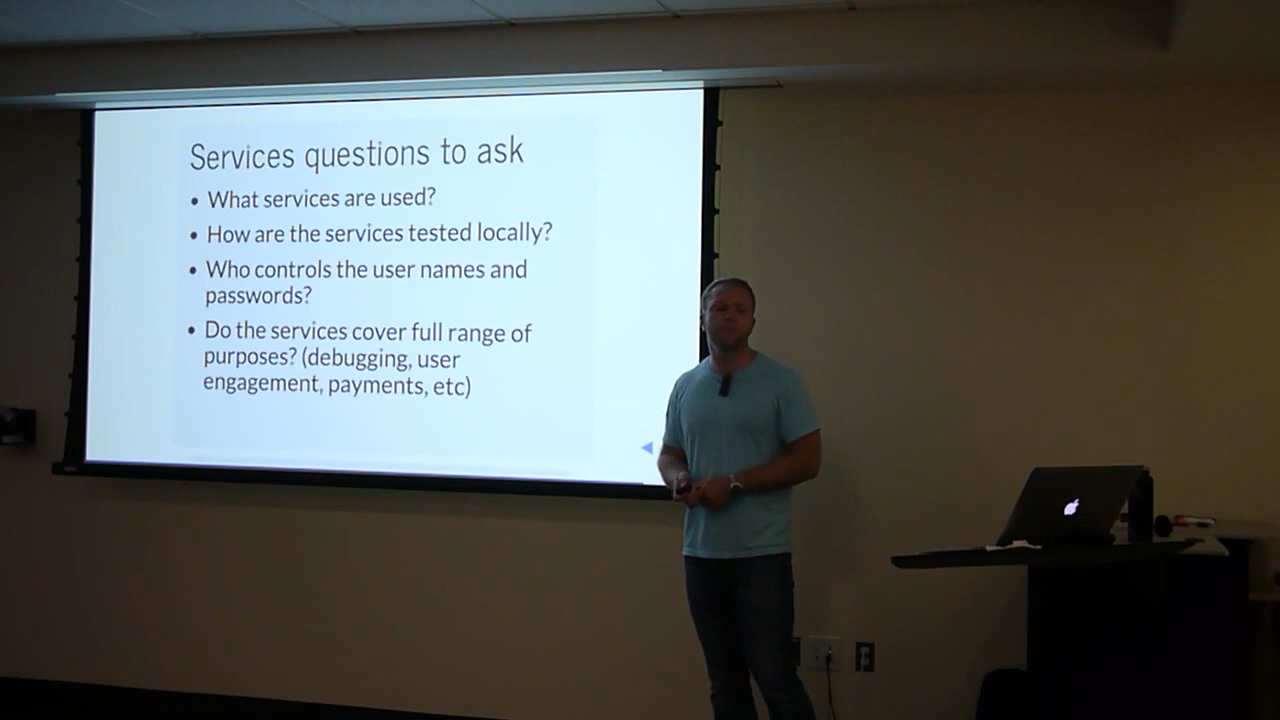 Services questions to ask
• What services are used?
• How are the services tested locally?
• Who controls the user names and
passwords?
• Do the services cover full range of
purposes? (debugging, user
engagement, payments, etc)